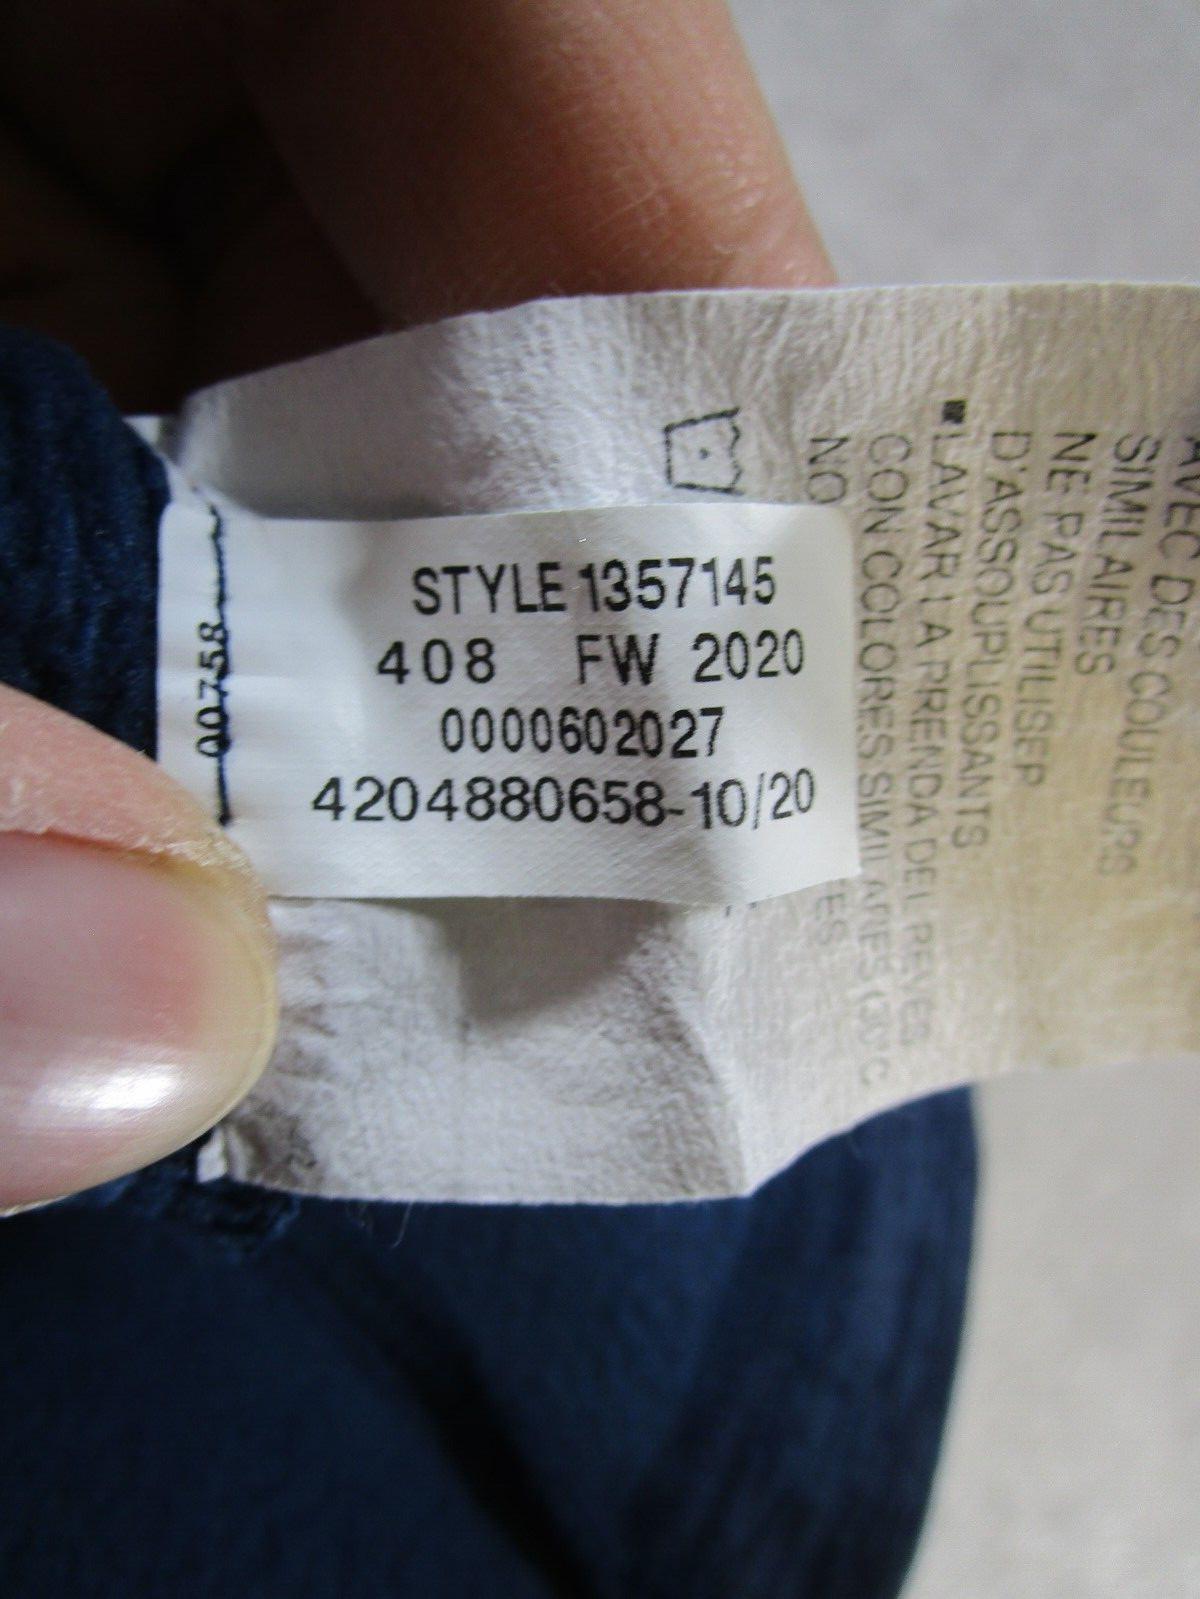 STYLE 1357145
408 FW 2020
0000602027
4204880658-10/20
00758
AVEC DES COULEURS
SIMILAIRES
NE PAS UTILISER
D'ASSOUPLISSANTS
LAVAR LA PRENDA DEL REVES
CON COLORES SIMILARES (30°C
NO